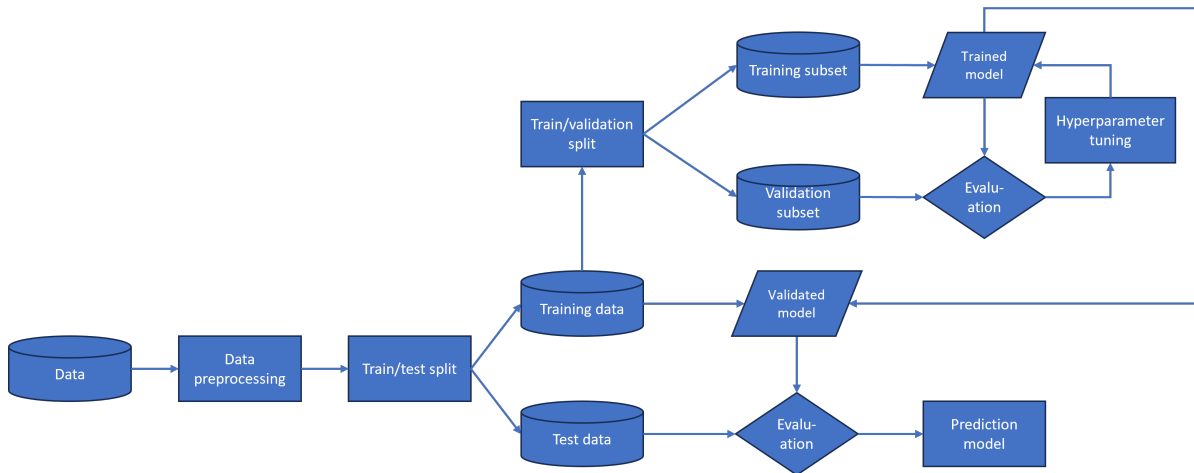 Training subset
Trained
model
Train/validation
split
Hyperparameter
tuning
Validation
subset
Evalu-
ation
Training data
Validated
model
Data
Data
preprocessing
Train/test split
Test data
Evalu-
ation
Prediction
model